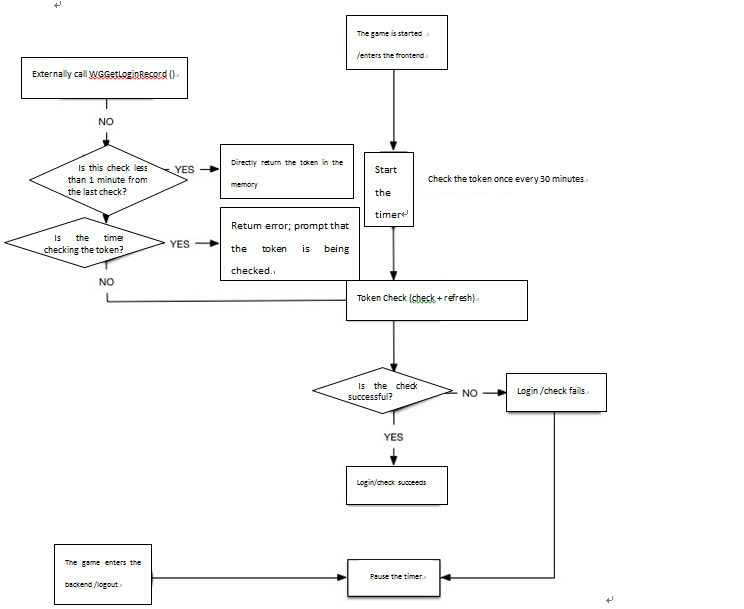 The game is started
/enters the frontend
Externally call WGGetLoginRecord ()
NO
Is this check less
than 1 minute from
the last check?
YES
Directly return the token in the
memory
Start
the
timer
Check the token once every 30 minutes
Is the time
checking the token?
YES
Return error; prompt that
the token is being
checked.
NO
Token Check (check + refresh)
Is the check
successful?
NO
Login /check fails
YES
Login/check succeeds
The game enters the
backend /logout
Pause the timer